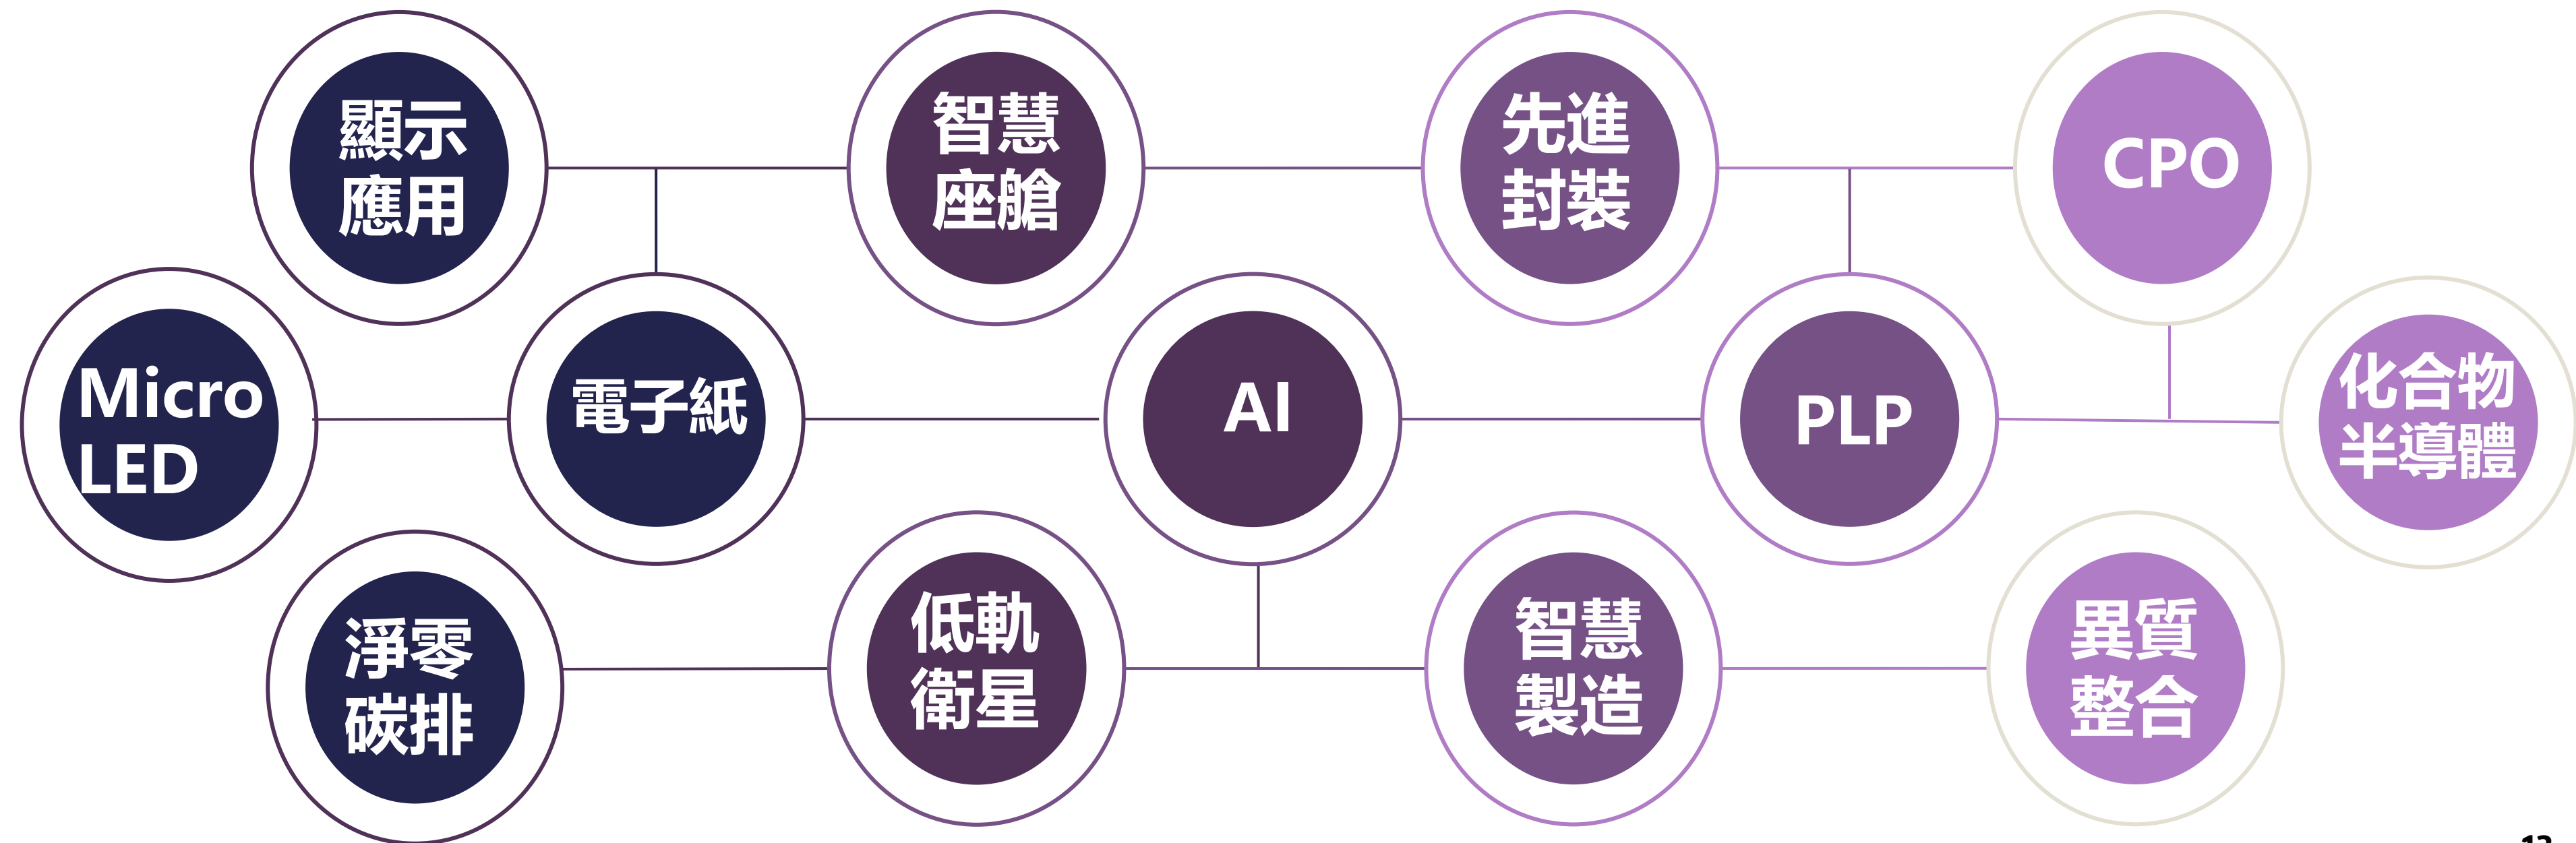 顯示
應用
智慧
座艙
先進
封裝
CPO
Micro
LED
電子紙
AI
PLP
化合物
半導體
淨零
碳排
低軌
衛星
智慧
製造
異質
整合